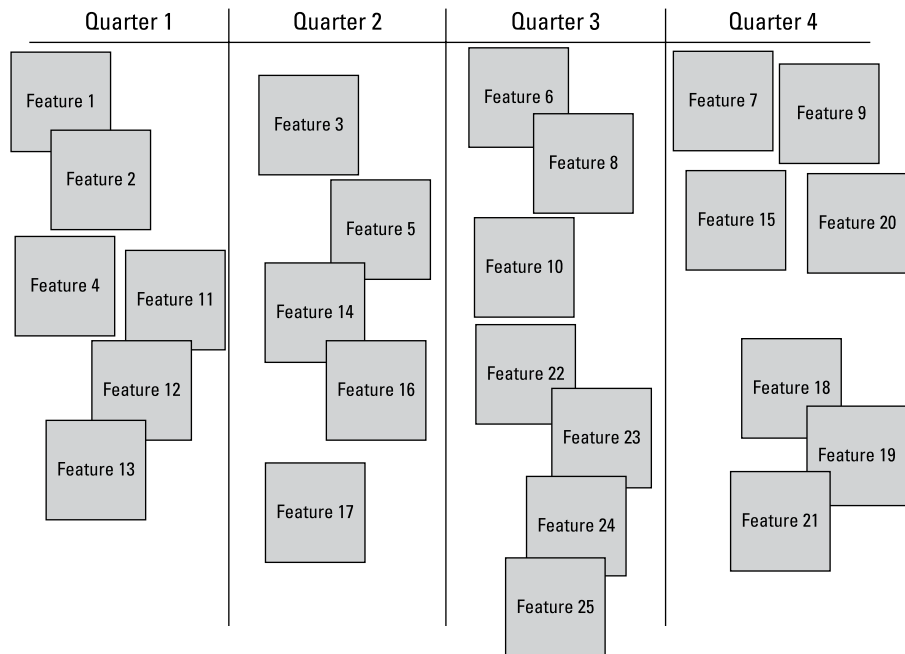 Quarter 1
Quarter 2
Quarter 3
Quarter 4
Feature 1
Feature 2
Feature 4
Feature 11
Feature 12
Feature 13
Feature 3
Feature 5
Feature 14
Feature 16
Feature 17
Feature 6
Feature 8
Feature 10
Feature 22
Feature 23
Feature 24
Feature 25
Feature 7
Feature 9
Feature 15
Feature 20
Feature 18
Feature 19
Feature 21